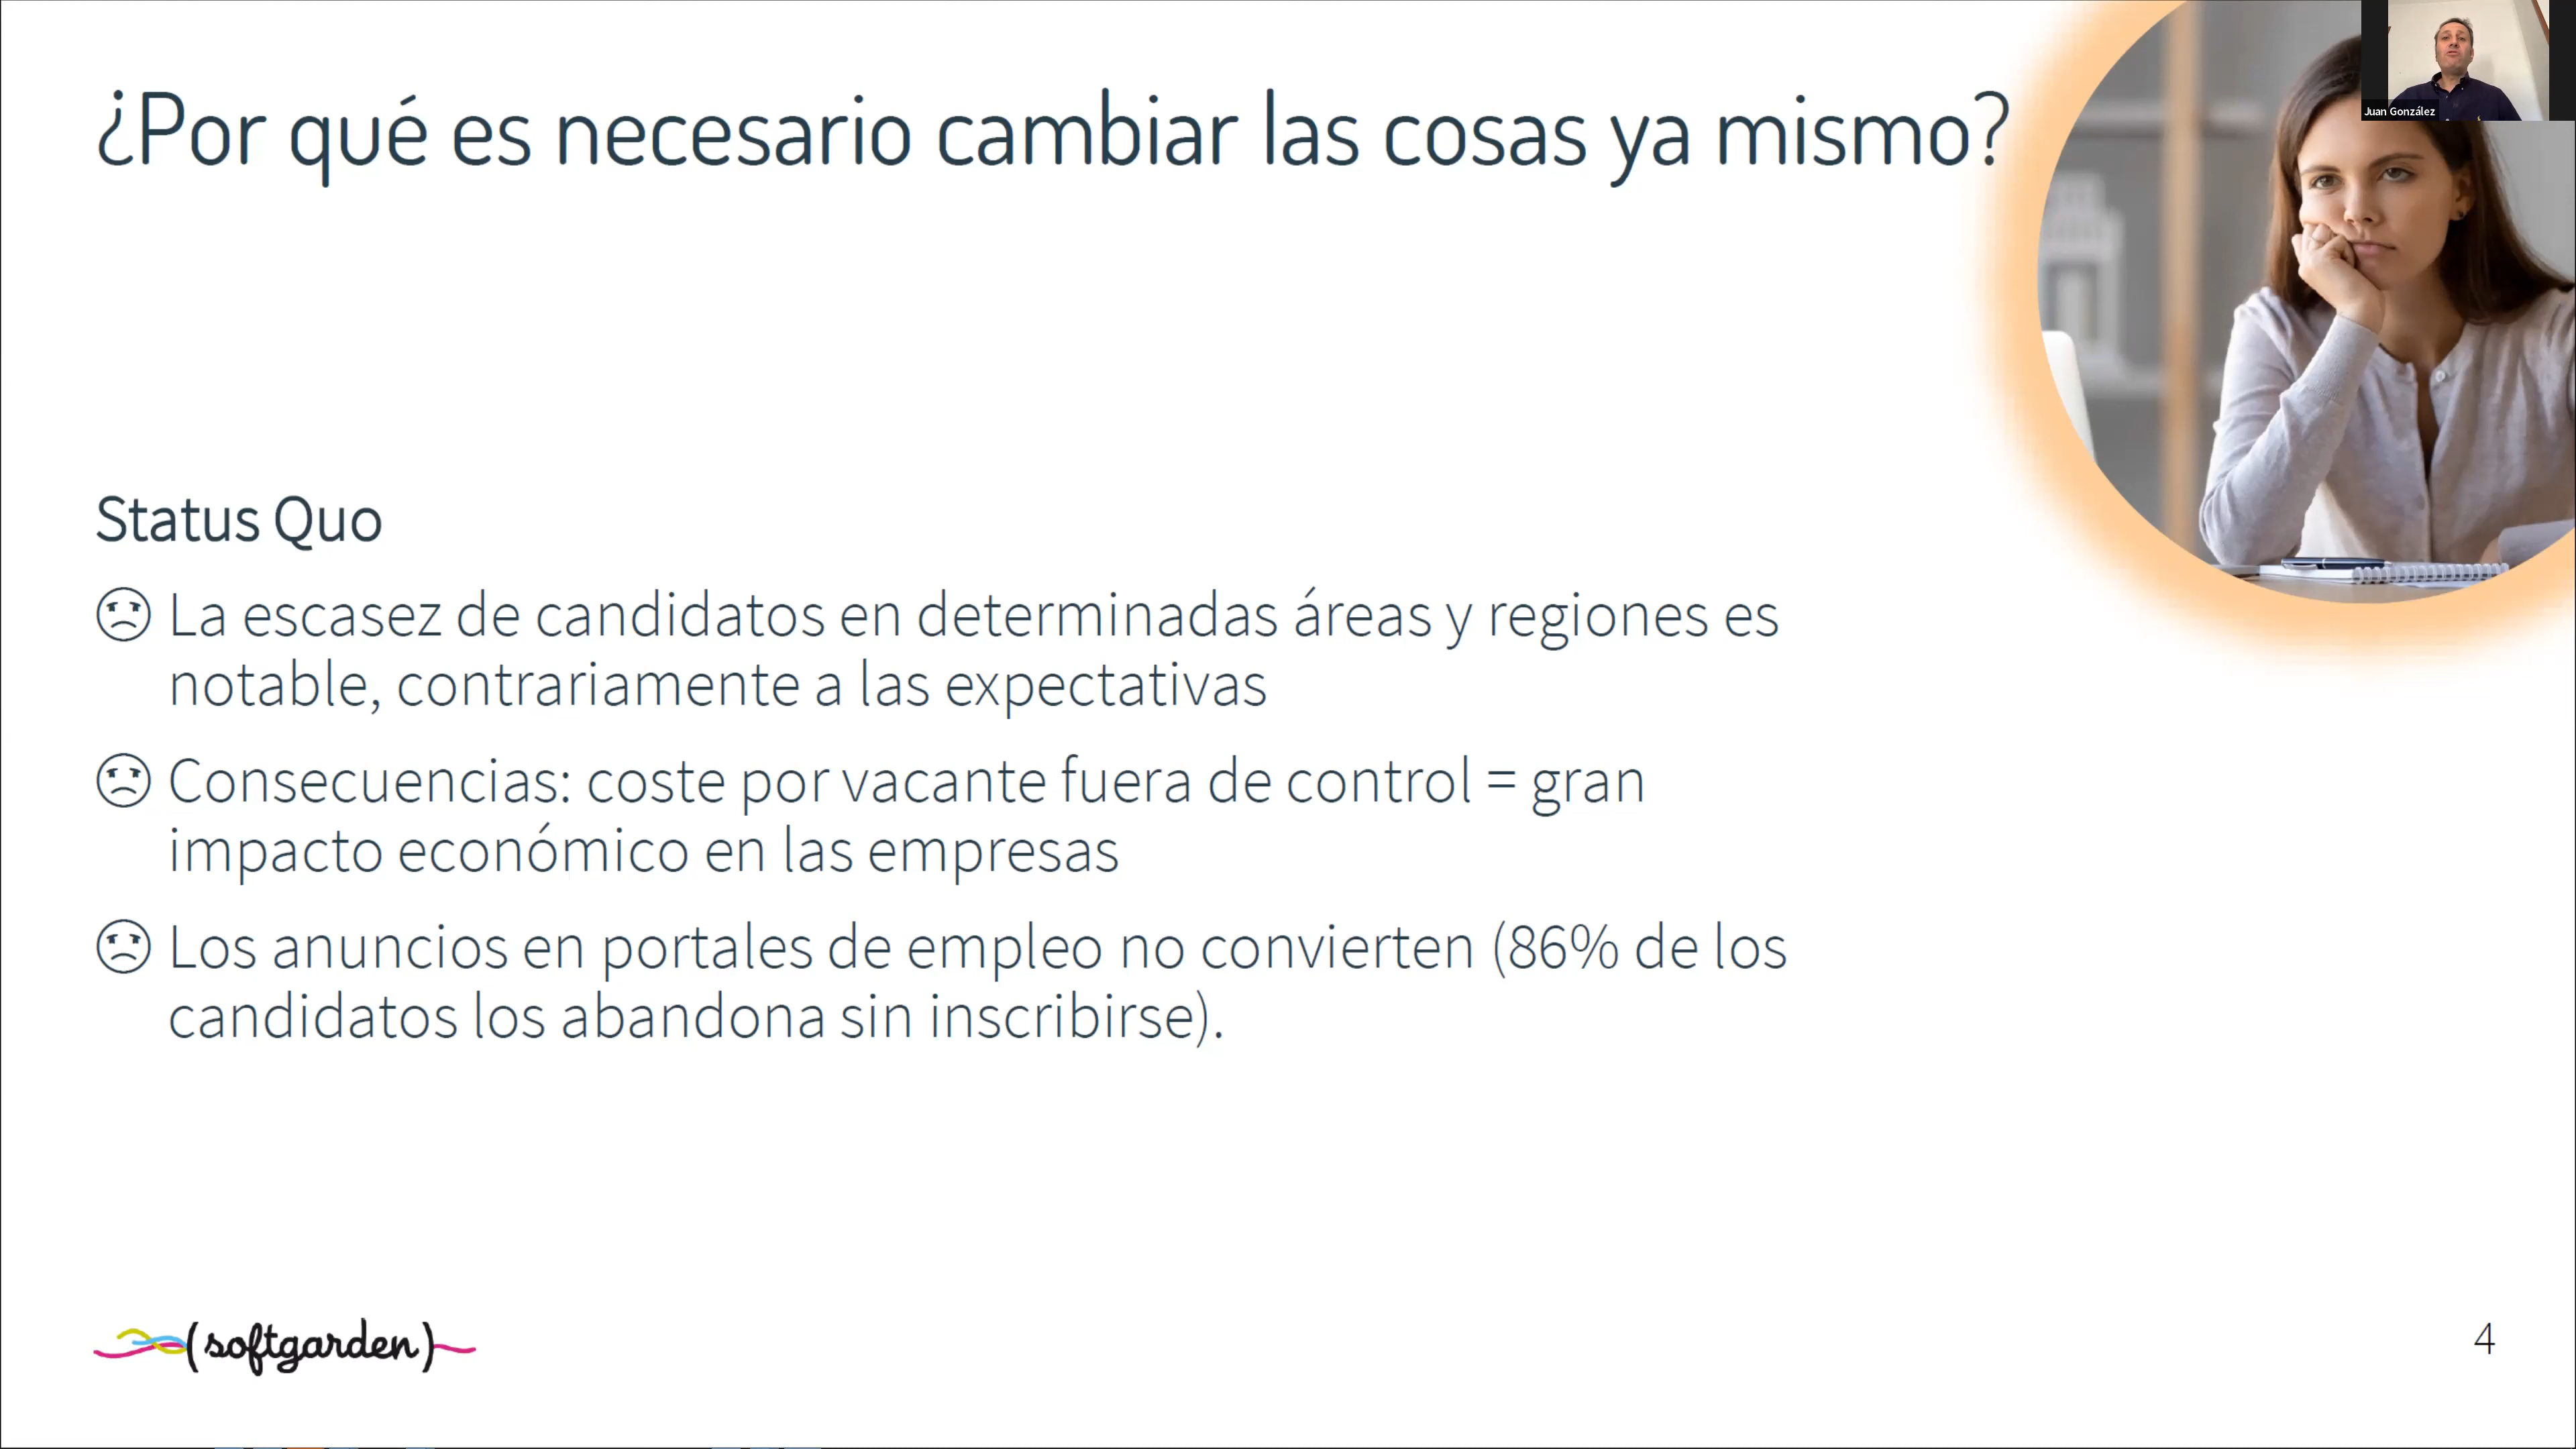 ¿Por qué es necesario cambiar las cosas ya mismo?
Juan González
Status Quo
La escasez de candidatos en determinadas áreas y regiones es
notable, contrariamente a las expectativas
Consecuencias: coste por vacante fuera de control = gran
impacto económico en las empresas
Los anuncios en portales de empleo no convierten (86% de los
candidatos los abandona sin inscribirse).
(softgarden)
4